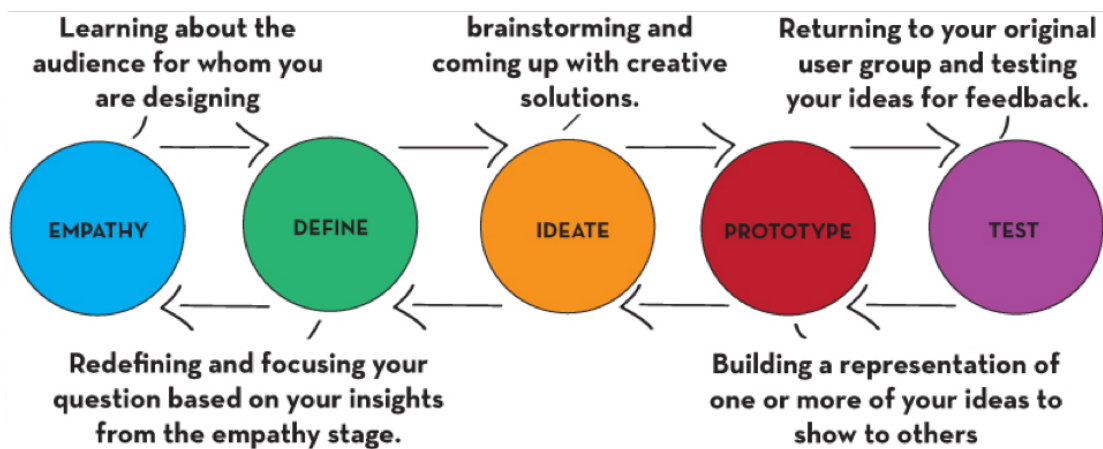 Learning about the
audience for whom you
are designing
brainstorming and
coming up with creative
solutions.
Returning to your original
user group and testing
your ideas for feedback.
EMPATHY
DEFINE
IDEATE
PROTOTYPE
TEST
Redefining and focusing your
question based on your insights
from the empathy stage.
Building a representation of
one or more of your ideas to
show to others